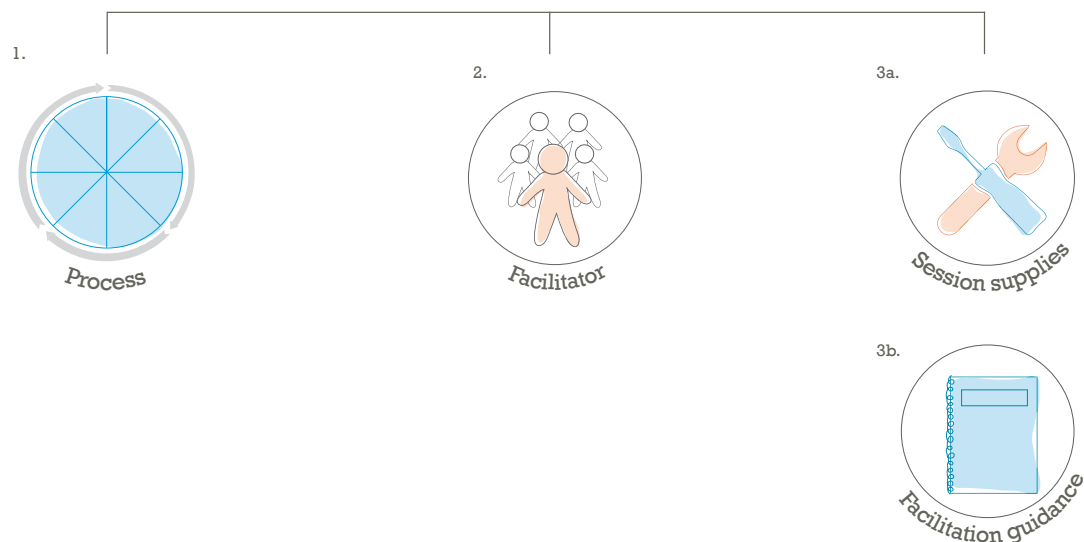 1.
Process
2.
Facilitator
3a.
Session supplies
3b.
Facilitation guidance